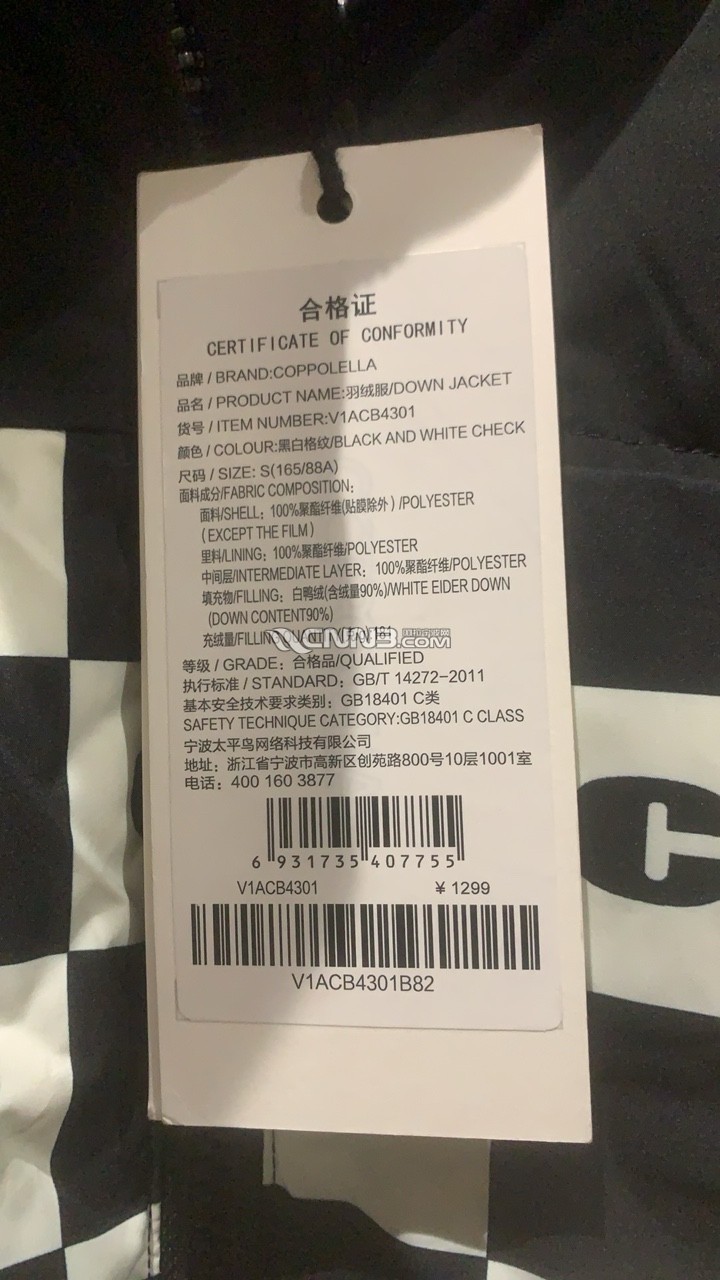 合格证
CERTIFICATE OF CONFORMITY
品牌 / BRAND:COPPOLELLA
品名 / PRODUCT NAME:羽绒服/DOWN JACKET
货号 / ITEM NUMBER:V1ACB4301
颜色 / COLOUR:黑白格纹/BLACK AND WHITE CHECK
尺码 / SIZE: S(165/88A)
面料成分/FABRIC COMPOSITION:
面料/SHELL: 100%聚酯纤维(贴膜除外) /POLYESTER
(EXCEPT THE FILM)
里料/LINING: 100%聚酯纤维/POLYESTER
中间层/INTERMEDIATE LAYER: 100%聚酯纤维/POLYESTER
填充物/FILLING: 白鸭绒(含绒量90%)/WHITE EIDER DOWN
(DOWN CONTENT90%)
充绒量/FILLING QUANTITY
CNN3.COM
等级 / GRADE: 合格品/QUALIFIED
执行标准 / STANDARD: GB/T 14272-2011
基本安全技术要求类别: GB18401 C类
SAFETY TECHNIQUE CATEGORY:GB18401 C CLASS
宁波太平鸟网络科技有限公司
地址: 浙江省宁波市高新区创苑路800号10层1001室
电话: 400 160 3877
6 931735 407755
V1ACB4301 ¥ 1299
V1ACB4301B82